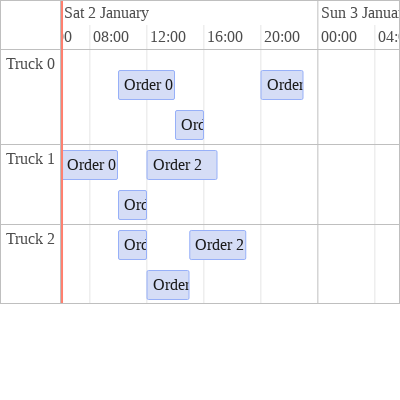 Sat 2 January Sun 3 Janua
0 08:00 12:00 16:00 20:00 00:00 04:
Truck 0
Order 0 Order
Ord
Truck 1
Order 0 Order 2
Ord
Truck 2
Ord Order 2
Order